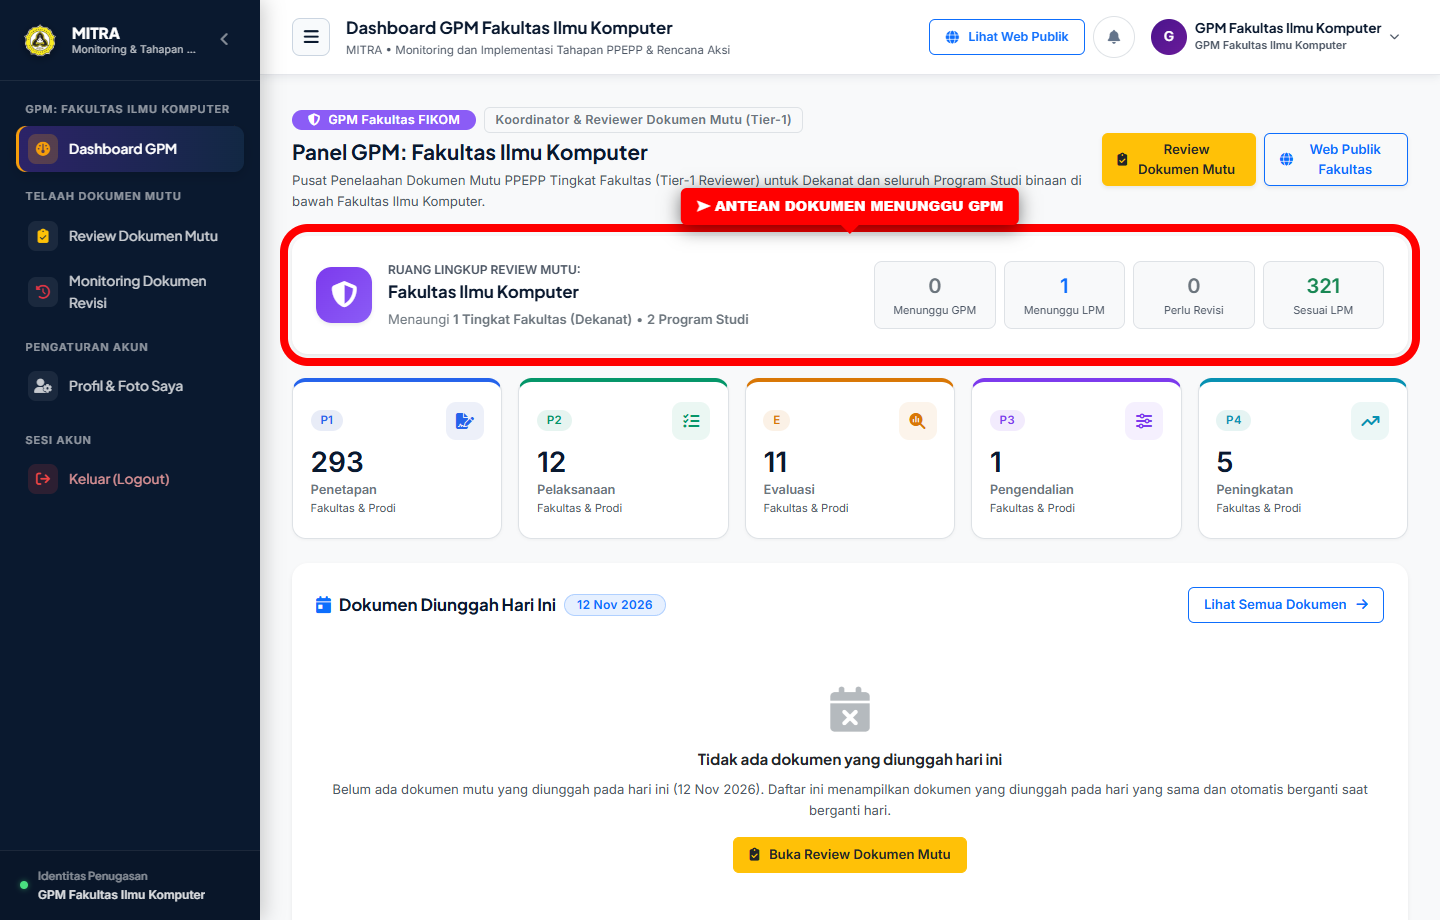 MITRA
Monitoring & Tahapan ...
GPM: FAKULTAS ILMU KOMPUTER
Dashboard GPM
TELAAH DOKUMEN MUTU
Review Dokumen Mutu
Monitoring Dokumen
Revisi
PENGATURAN AKUN
Profil & Foto Saya
SESI AKUN
Keluar (Logout)
Identitas Penugasan
GPM Fakultas Ilmu Komputer
Dashboard GPM Fakultas Ilmu Komputer
MITRA • Monitoring dan Implementasi Tahapan PPEPP & Rencana Aksi
Lihat Web Publik
G
GPM Fakultas Ilmu Komputer
GPM Fakultas Ilmu Komputer
GPM Fakultas FIKOM
Koordinator & Reviewer Dokumen Mutu (Tier-1)
Panel GPM: Fakultas Ilmu Komputer
Pusat Penelaahan Dokumen Mutu PPEPP Tingkat Fakultas (Tier-1 Reviewer) untuk Dekanat dan seluruh Program Studi binaan di
bawah Fakultas Ilmu Komputer.
Review
Dokumen Mutu
Web Publik
Fakultas
➤ ANTEAN DOKUMEN MENUNGGU GPM
RUANG LINGKUP REVIEW MUTU:
Fakultas Ilmu Komputer
Menaungi 1 Tingkat Fakultas (Dekanat) • 2 Program Studi
0
Menunggu GPM
1
Menunggu LPM
0
Perlu Revisi
321
Sesuai LPM
P1
293
Penetapan
Fakultas & Prodi
P2
12
Pelaksanaan
Fakultas & Prodi
E
11
Evaluasi
Fakultas & Prodi
P3
1
Pengendalian
Fakultas & Prodi
P4
5
Peningkatan
Fakultas & Prodi
Dokumen Diunggah Hari Ini
12 Nov 2026
Lihat Semua Dokumen →
Tidak ada dokumen yang diunggah hari ini
Belum ada dokumen mutu yang diunggah pada hari ini (12 Nov 2026). Daftar ini menampilkan dokumen yang diunggah pada hari yang sama dan otomatis berganti saat
berganti hari.
Buka Review Dokumen Mutu